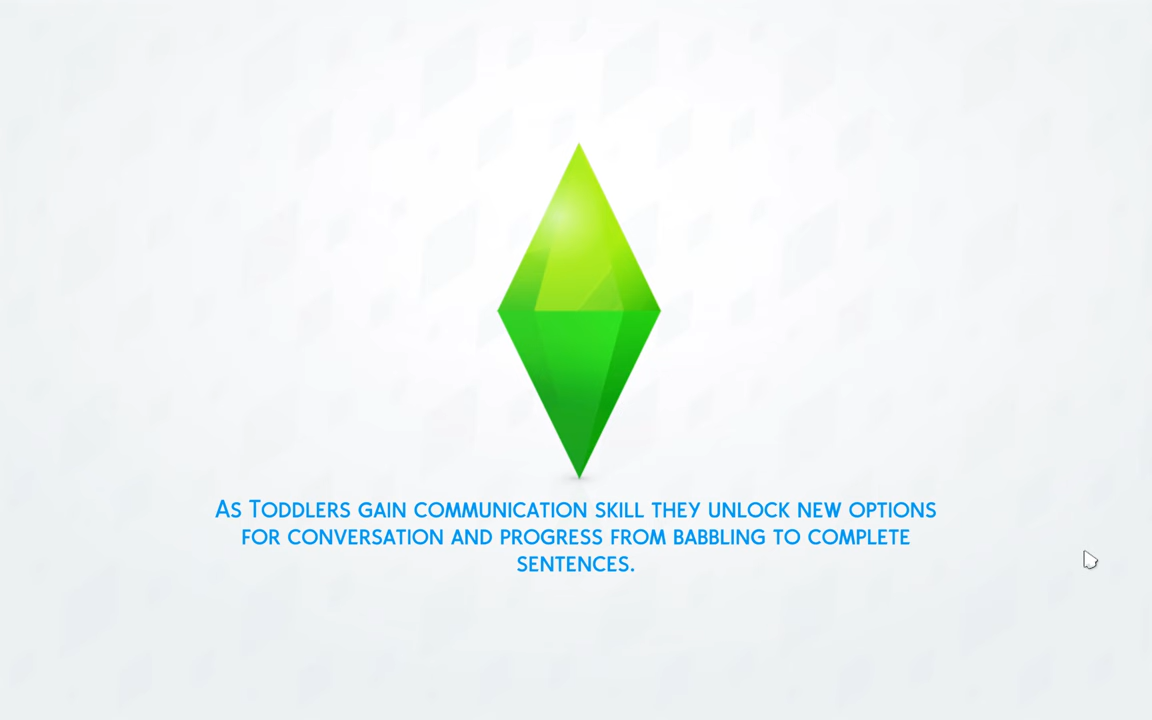 As Toddlers gain communication skill they unlock new options
for conversation and progress from babbling to complete
sentences.